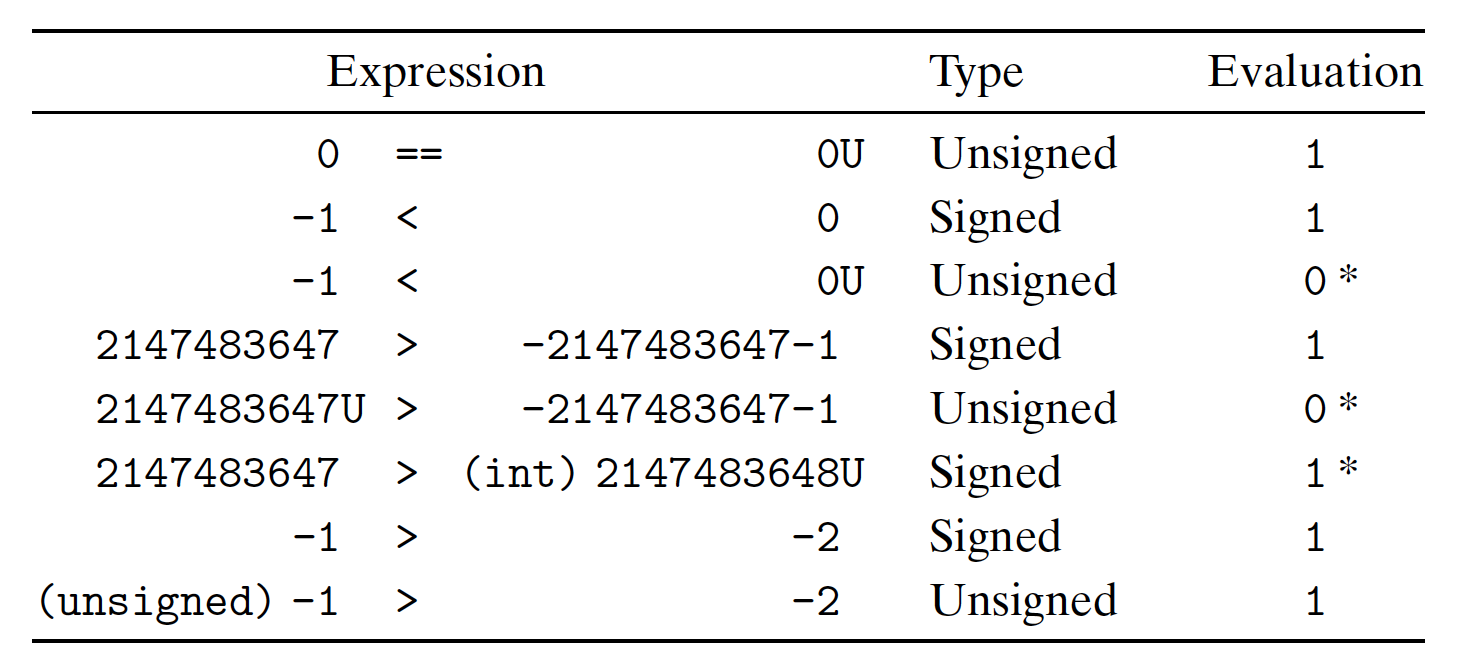 Expression Type Evaluation
0 == 0U Unsigned 1
-1 < 0 Signed 1
-1 < 0U Unsigned 0 *
2147483647 > -2147483647-1 Signed 1
2147483647U > -2147483647-1 Unsigned 0 *
2147483647 > (int) 2147483648U Signed 1 *
-1 > -2 Signed 1
(unsigned) -1 > -2 Unsigned 1